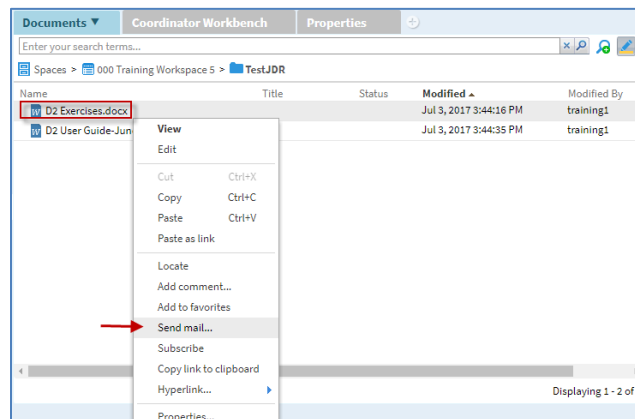 Documents ▼ Coordinator Workbench Properties
Enter your search terms...
Spaces > 000 Training Workspace 5 > TestJDR
Name Title Status Modified ▲ Modified By
D2 Exercises.docx Jul 3, 2017 3:44:16 PM training1
D2 User Guide-Jun Jul 3, 2017 3:44:35 PM training1
View
Edit
Cut Ctrl+X
Copy Ctrl+C
Paste Ctrl+V
Paste as link
Locate
Add comment...
Add to favorites
Send mail...
Subscribe
Copy link to clipboard
Hyperlink...
Displaying 1 - 2 of
Properties...